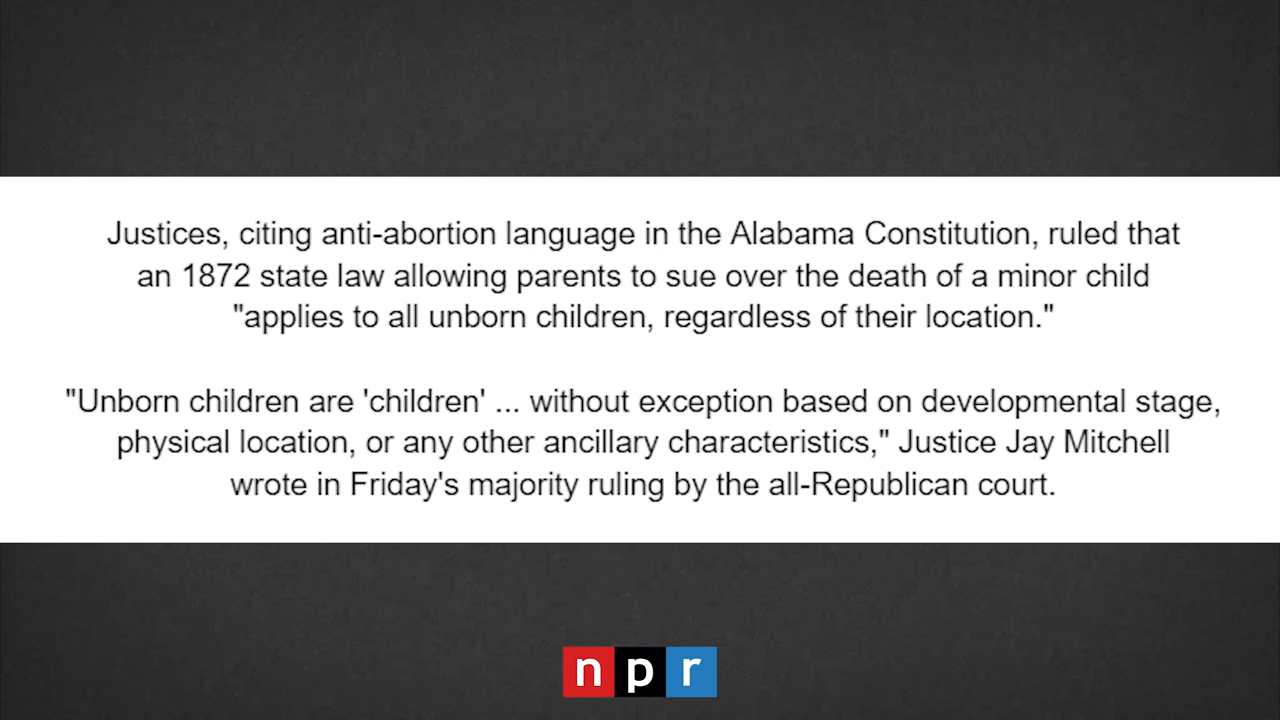 Justices, citing anti-abortion language in the Alabama Constitution, ruled that
an 1872 state law allowing parents to sue over the death of a minor child
"applies to all unborn children, regardless of their location."
"Unborn children are 'children' ... without exception based on developmental stage,
physical location, or any other ancillary characteristics," Justice Jay Mitchell
wrote in Friday's majority ruling by the all-Republican court.
npr